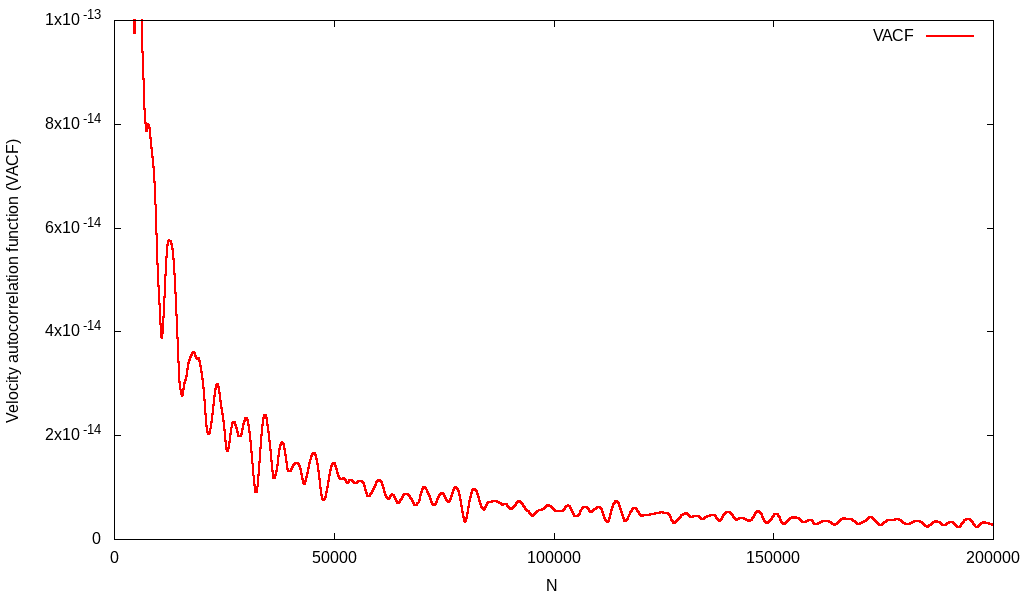 1x10-13
VACF
8x10-14
6x10-14
4x10-14
2x10-14
0
Velocity autocorrelation function (VACF)
0 50000 100000 150000 200000
N